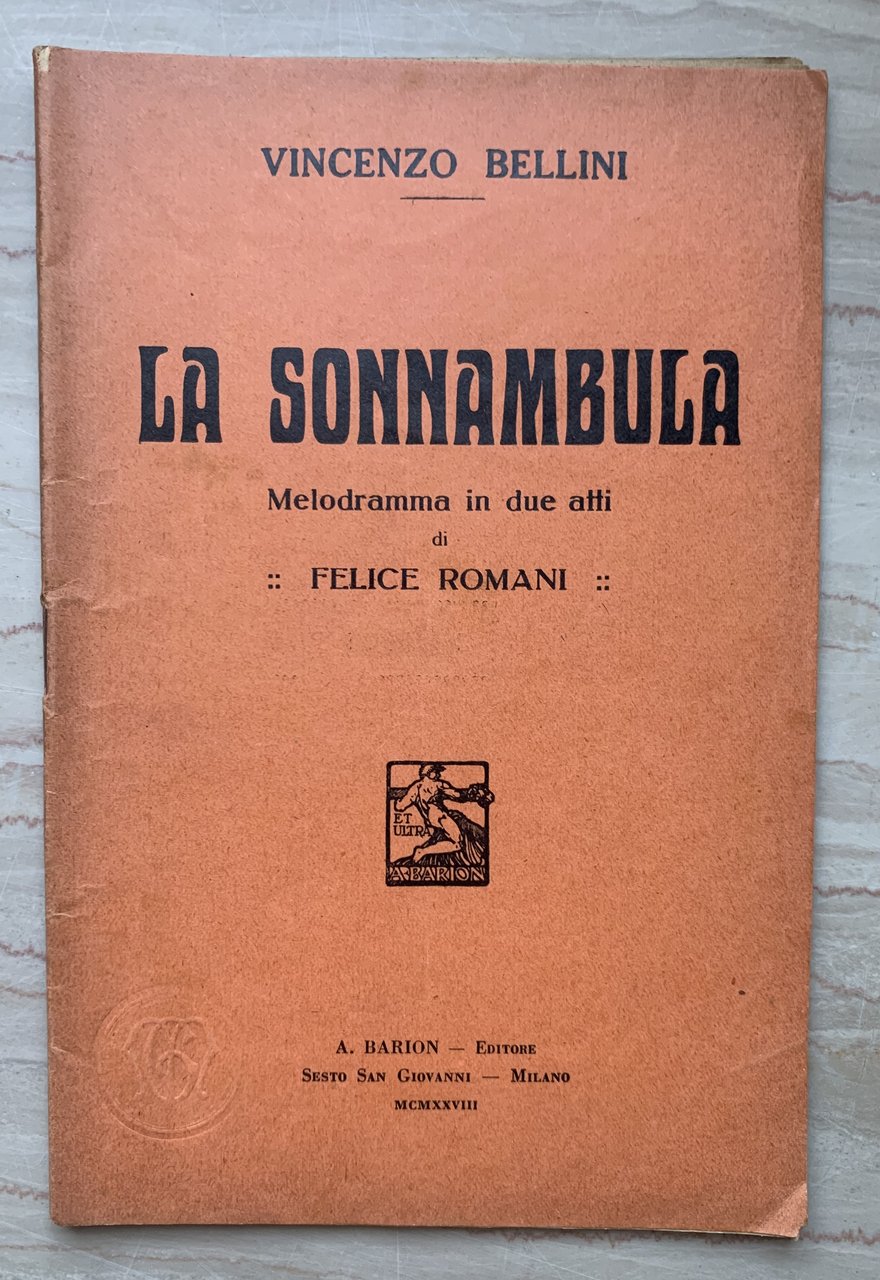 VINCENZO BELLINI
LA SONNAMBULA
Melodramma in due atti
di
:: FELICE ROMANI ::
ET
ULTRA
A. BARION
A. BARION — EDITORE
SESTO SAN GIOVANNI — MILANO
MCMXXVIII